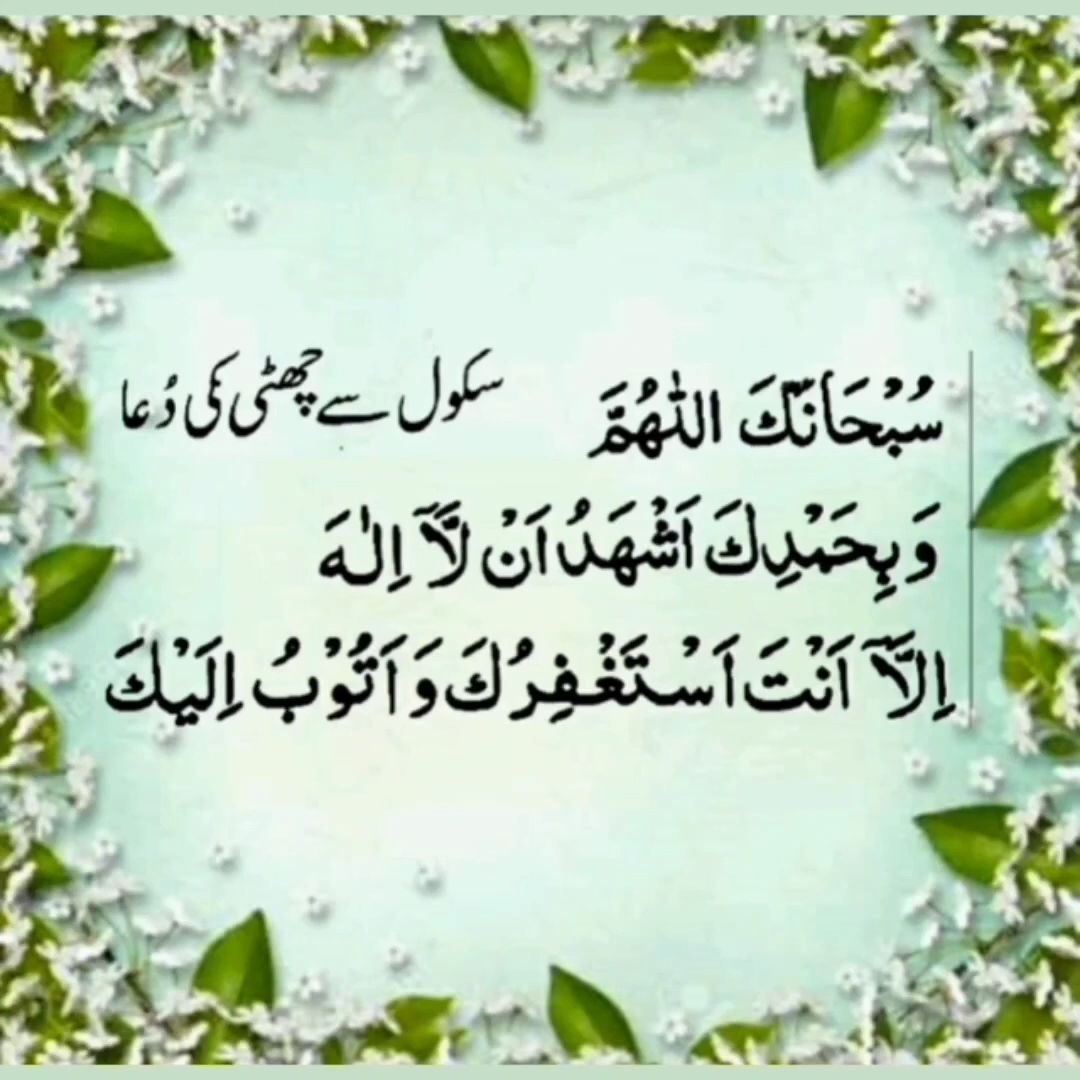 سُبْحَانَکَ اللّٰهُمَّ
سکول سے چھٹی کی دُعا
وَبِحَمْدِكَ اَشْهَدُ اَنْ لَّآ اِلٰهَ
اِلَّآ اَنْتَ اَسْتَغْفِرُكَ وَ اَتُوْبُ اِلَيْكَ